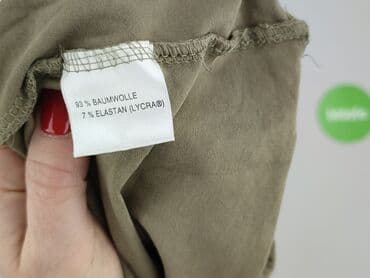 93 % BAUMWOLLE
7 % ELASTAN (LYCRA®)